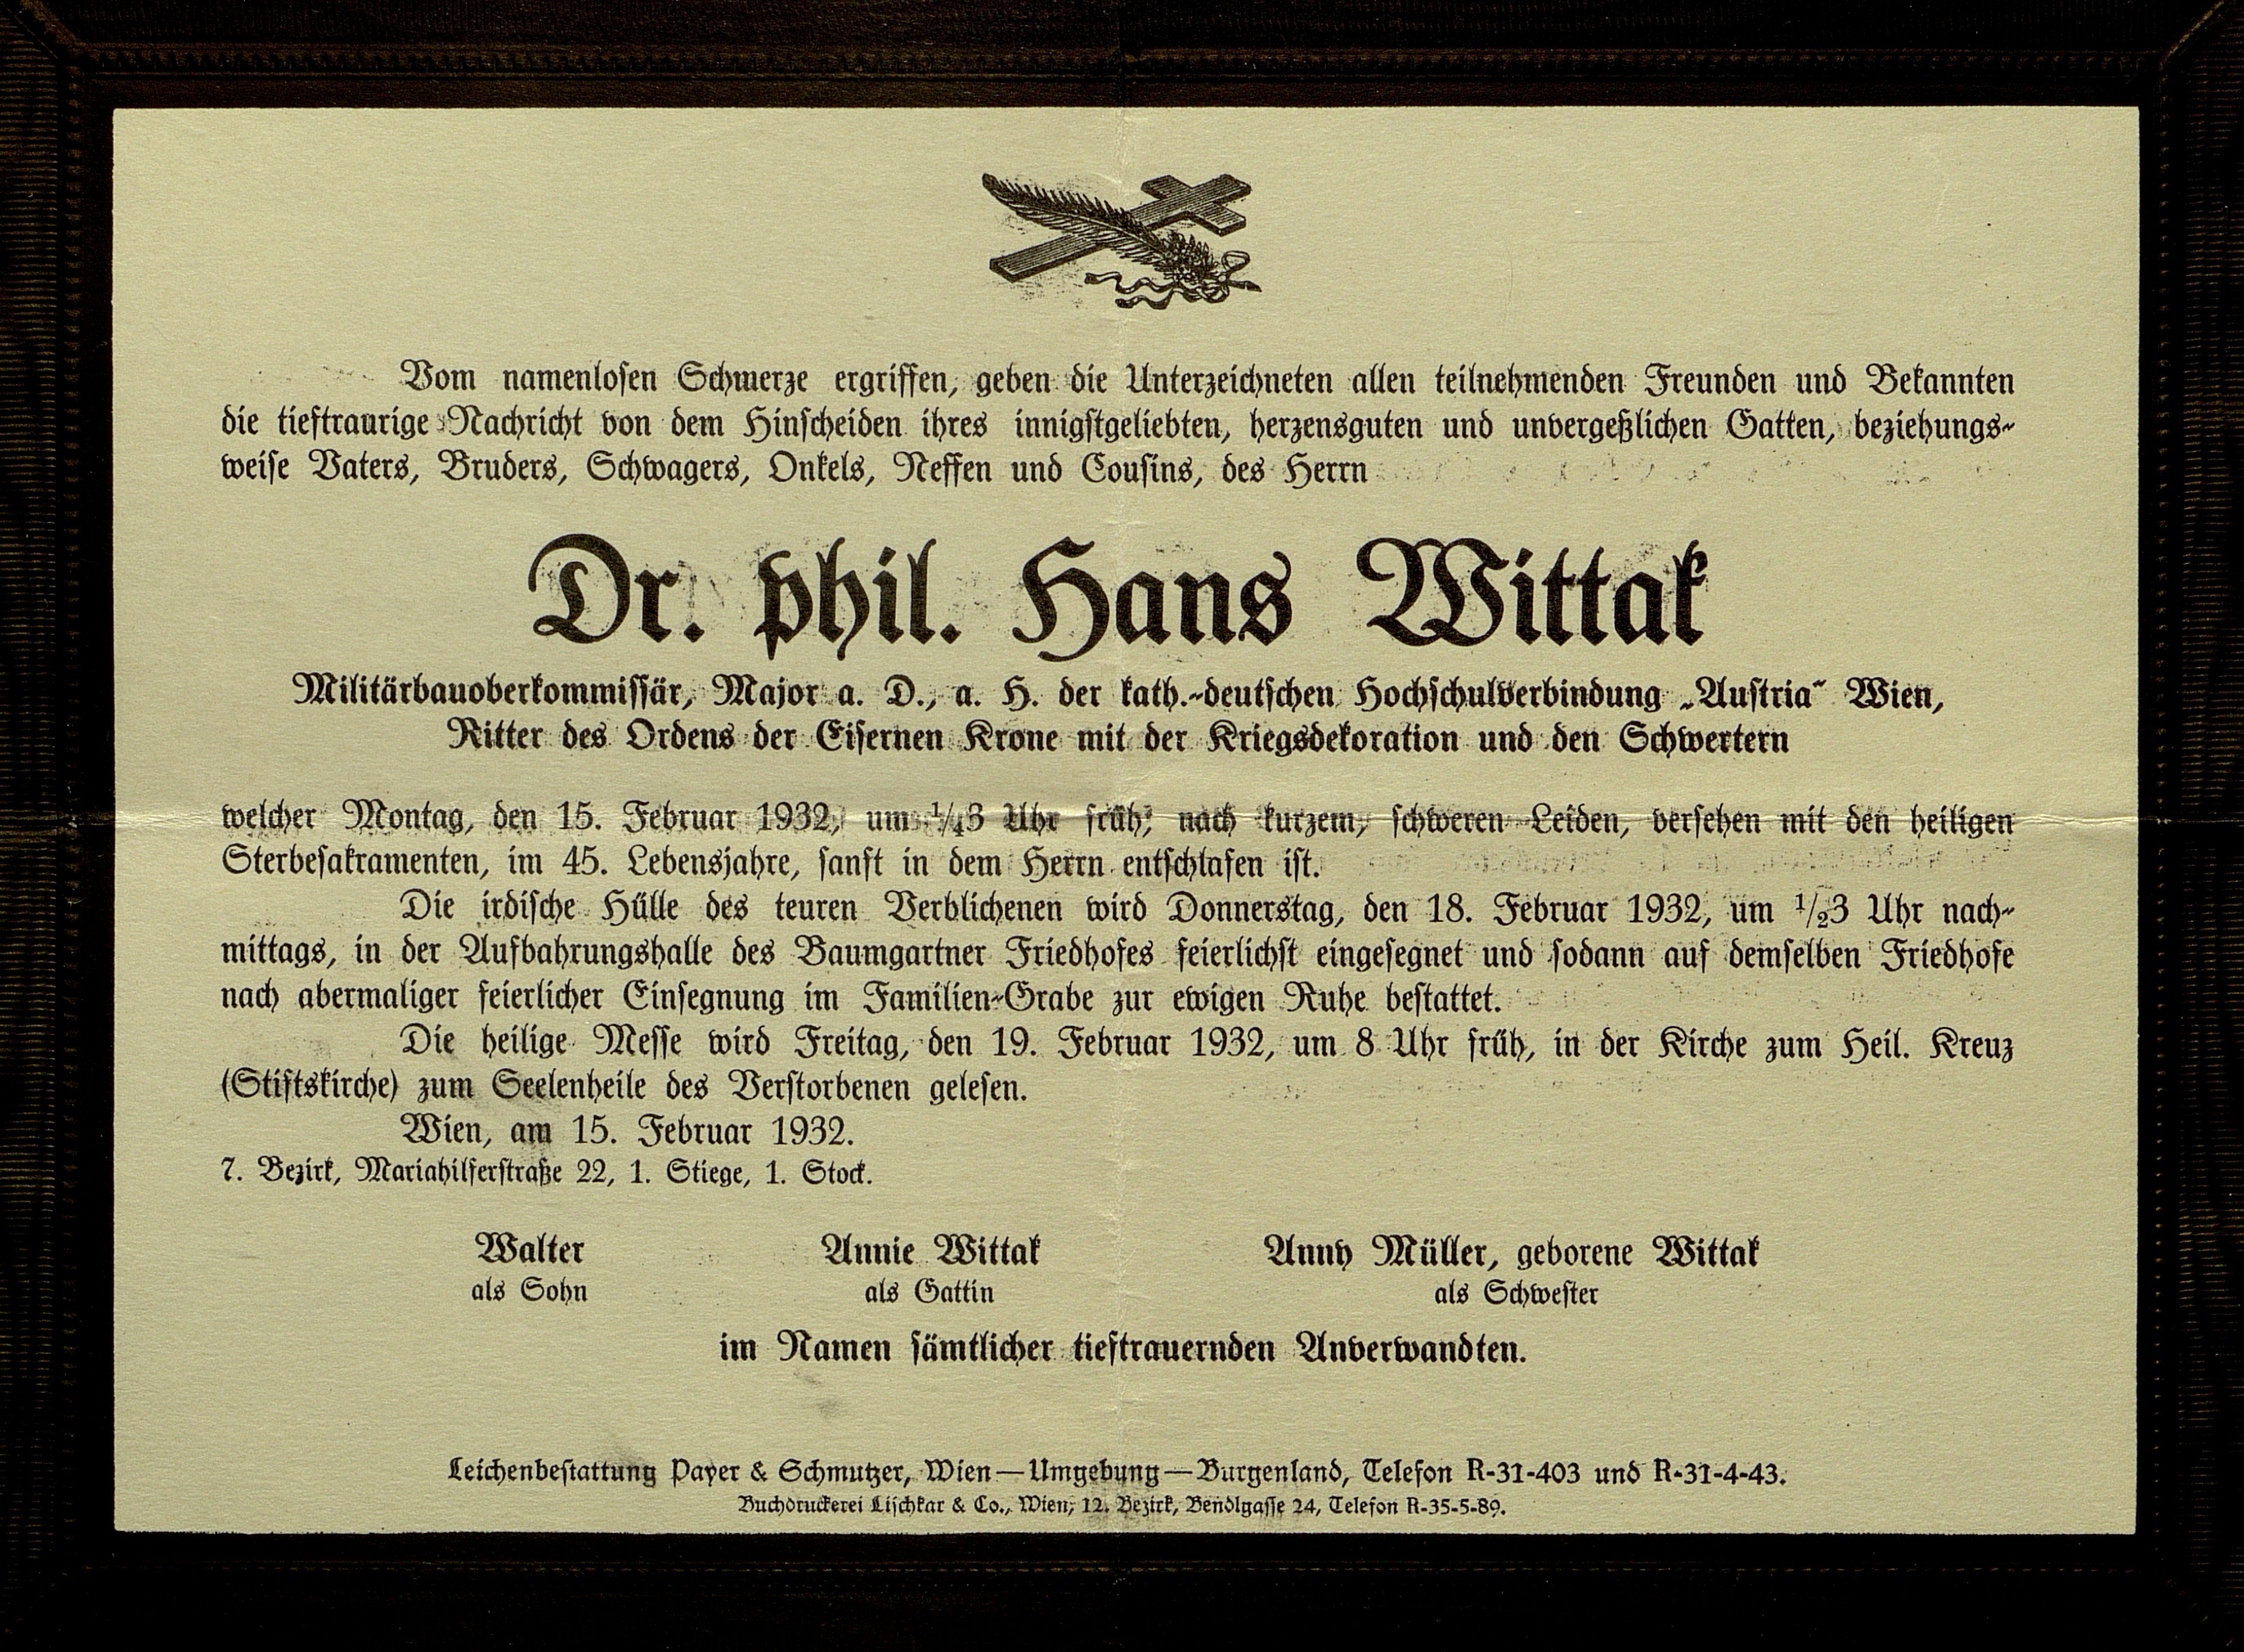 Vom namenlosen Schmerze ergriffen, geben die Unterzeichneten allen teilnehmenden Freunden und Bekannten
die tieftraurige Nachricht von dem Hinscheiden ihres innigstgeliebten, herzensguten und unvergeßlichen Gatten, beziehungs-
weise Vaters, Bruders, Schwagers, Onkels, Neffen und Cousins, des Herrn
Dr. phil. Hans Wittak
Militärbauoberkommissär, Major a. D., a. H. der kath.-deutschen Hochschulverbindung „Austria" Wien,
Ritter des Ordens der Eisernen Krone mit der Kriegsdekoration und den Schwertern
welcher Montag, den 15. Februar 1932, um 1/43 Uhr früh, nach kurzem, schweren Leiden, versehen mit den heiligen
Sterbesakramenten, im 45. Lebensjahre, sanft in dem Herrn entschlafen ist.
Die irdische Hülle des teuren Verblichenen wird Donnerstag, den 18. Februar 1932, um 1/23 Uhr nach-
mittags, in der Aufbahrungshalle des Baumgartner Friedhofes feierlichst eingesegnet und sodann auf demselben Friedhofe
nach abermaliger feierlicher Einsegnung im Familien-Grabe zur ewigen Ruhe bestattet.
Die heilige Messe wird Freitag, den 19. Februar 1932, um 8 Uhr früh, in der Kirche zum Heil. Kreuz
(Stiftskirche) zum Seelenheile des Verstorbenen gelesen.
Wien, am 15. Februar 1932.
7. Bezirk, Mariahilferstraße 22, 1. Stiege, 1. Stock.
Walter Annie Wittak Anny Müller, geborene Wittak
als Sohn als Gattin als Schwester
im Namen sämtlicher tieftrauernden Anverwandten.
Leichenbestattung Payer & Schmutzer, Wien—Umgebung—Burgenland, Telefon R-31-403 und R-31-4-43.
Buchdruckerei Lischkar & Co., Wien, 12. Bezirk, Bendlgasse 24, Telefon R-35-5-89.